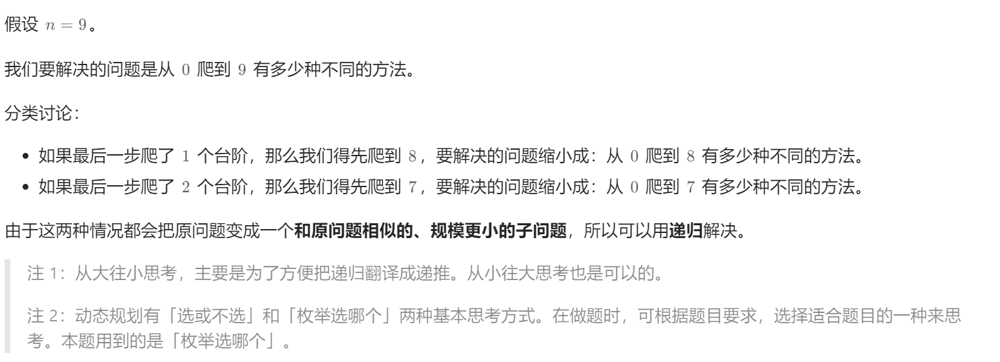 假设 n = 9。
我们要解决的问题是从 0 爬到 9 有多少种不同的方法。
分类讨论：
• 如果最后一步爬了 1 个台阶，那么我们得先爬到 8，要解决的问题缩小成：从 0 爬到 8 有多少种不同的方法。
• 如果最后一步爬了 2 个台阶，那么我们得先爬到 7，要解决的问题缩小成：从 0 爬到 7 有多少种不同的方法。
由于这两种情况都会把原问题变成一个和原问题相似的、规模更小的子问题，所以可以用递归解决。
注 1：从大往小思考，主要是为了方便把递归翻译成递推。从小往大思考也是可以的。
注 2：动态规划有「选或不选」和「枚举选哪个」两种基本思考方式。在做题时，可根据题目要求，选择适合题目的一种来思
考。本题用到的是「枚举选哪个」。